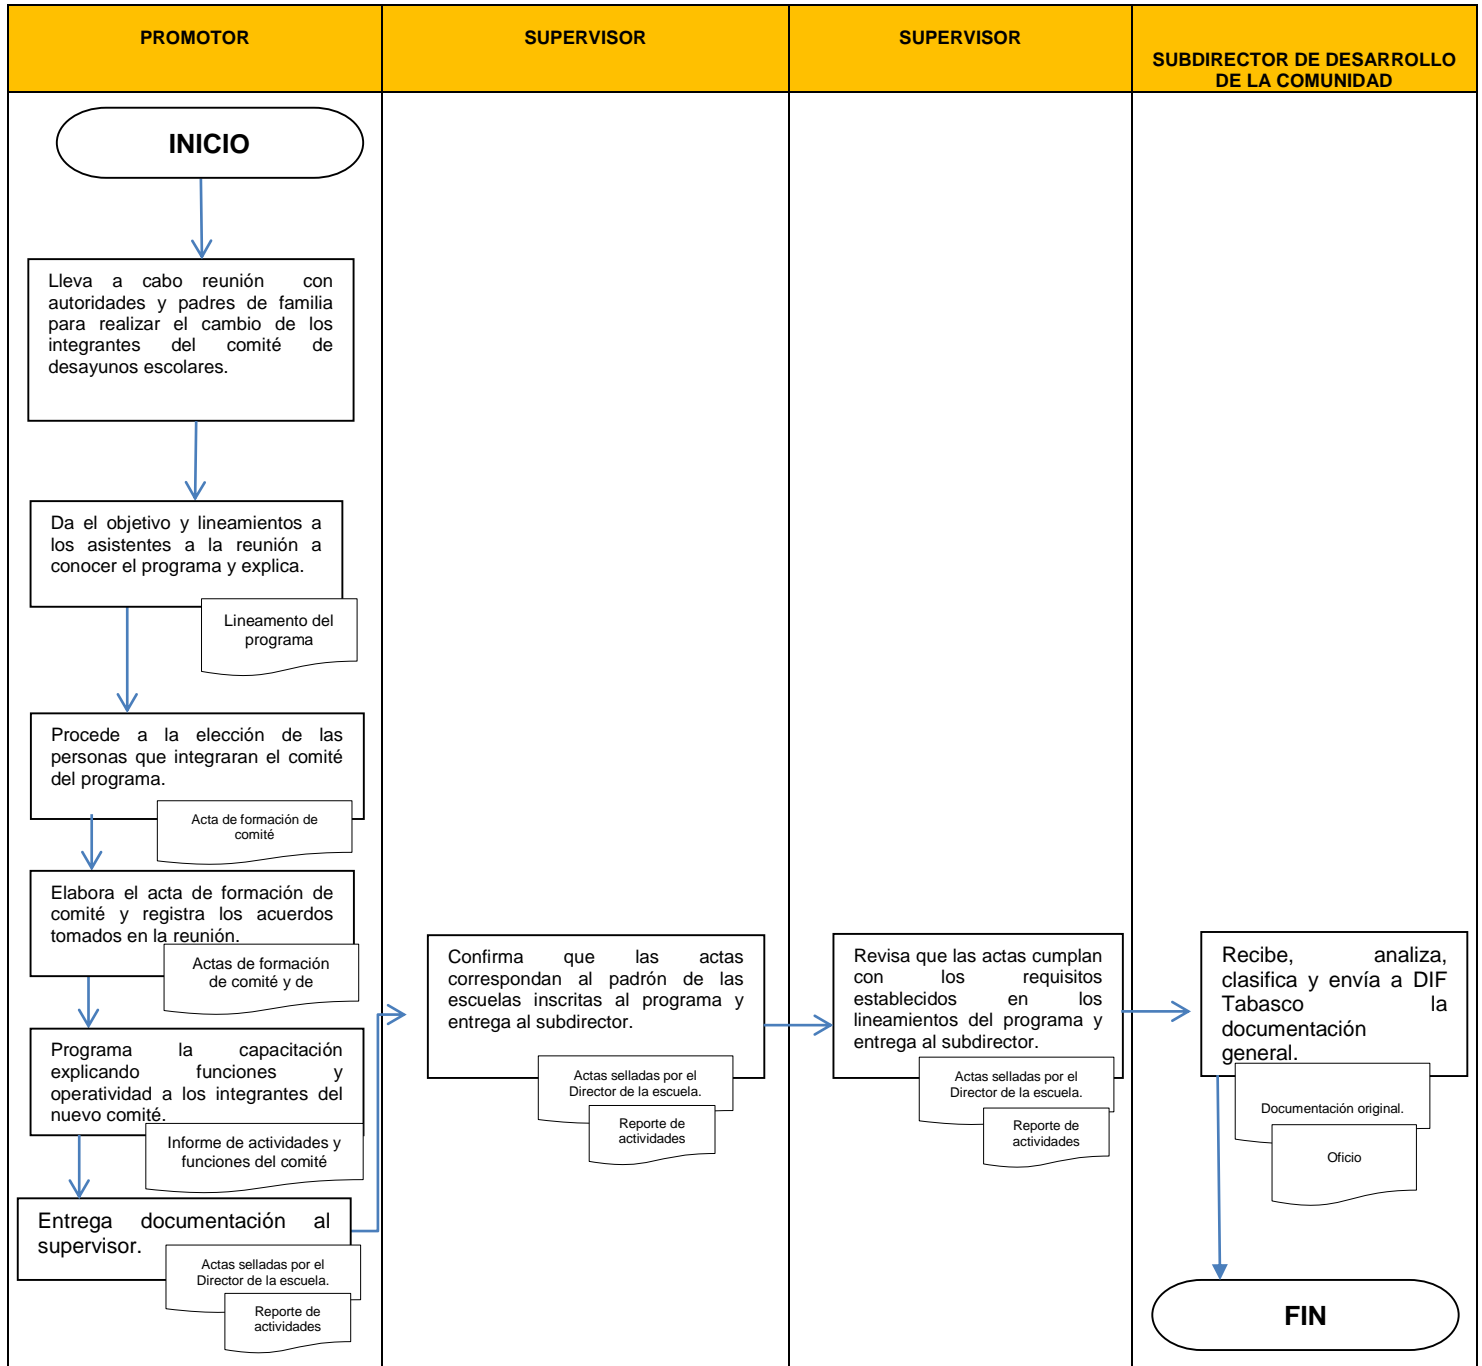 PROMOTOR
SUPERVISOR
SUPERVISOR
SUBDIRECTOR DE DESARROLLO
DE LA COMUNIDAD
INICIO
Lleva a cabo reunión con
autoridades y padres de familia
para realizar el cambio de los
integrantes del comité de
desayunos escolares.
Da el objetivo y lineamientos a
los asistentes a la reunión a
conocer el programa y explica.
Lineamento del
programa
Procede a la elección de las
personas que integraran el comité
del programa.
Acta de formación de
comité
Elabora el acta de formación de
comité y registra los acuerdos
tomados en la reunión.
Actas de formación
de comité y de
Programa la capacitación
explicando funciones y
operatividad a los integrantes del
nuevo comité.
Informe de actividades y
funciones del comité
Entrega documentación al
supervisor.
Actas selladas por el
Director de la escuela.
Reporte de
actividades
Confirma que las actas
correspondan al padrón de las
escuelas inscritas al programa y
entrega al subdirector.
Actas selladas por el
Director de la escuela.
Reporte de
actividades
Revisa que las actas cumplan
con los requisitos
establecidos en los
lineamientos del programa y
entrega al subdirector.
Actas selladas por el
Director de la escuela.
Reporte de
actividades
Recibe, analiza,
clasifica y envía a DIF
Tabasco la
documentación
general.
Documentación original.
Oficio
FIN